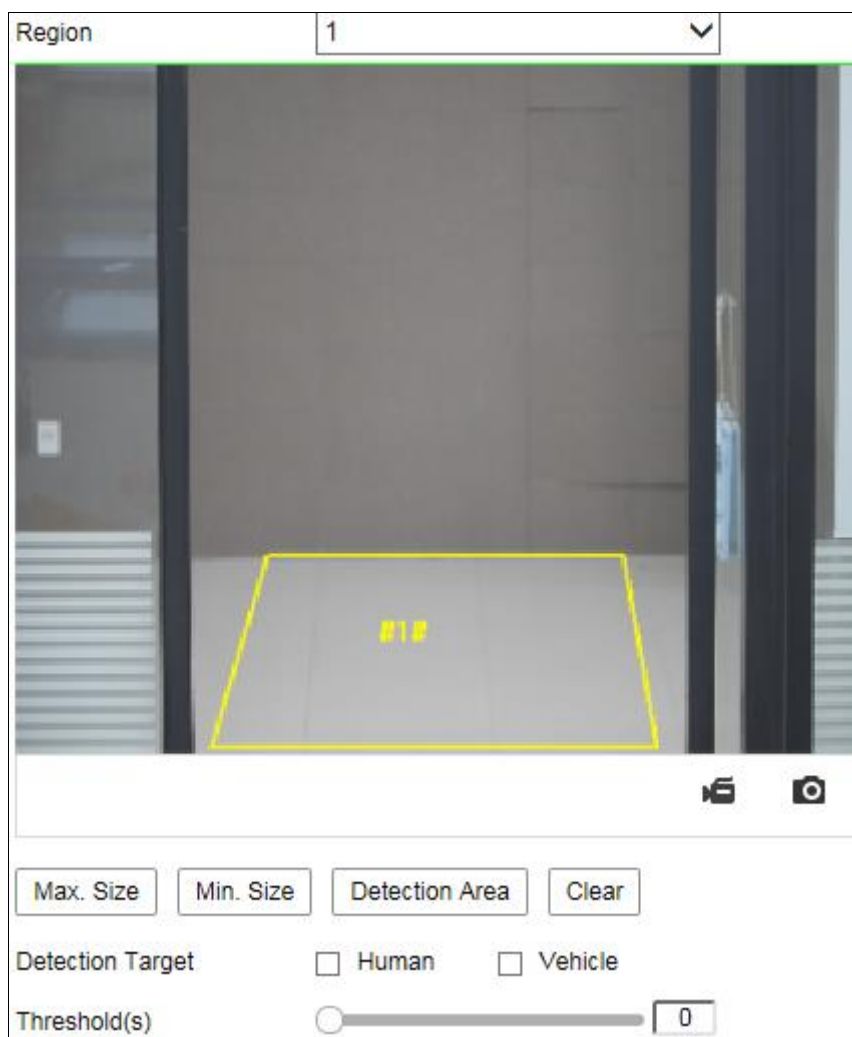 Region 1
#1#
Max. Size Min. Size Detection Area Clear
Detection Target Human Vehicle
Threshold(s) 0